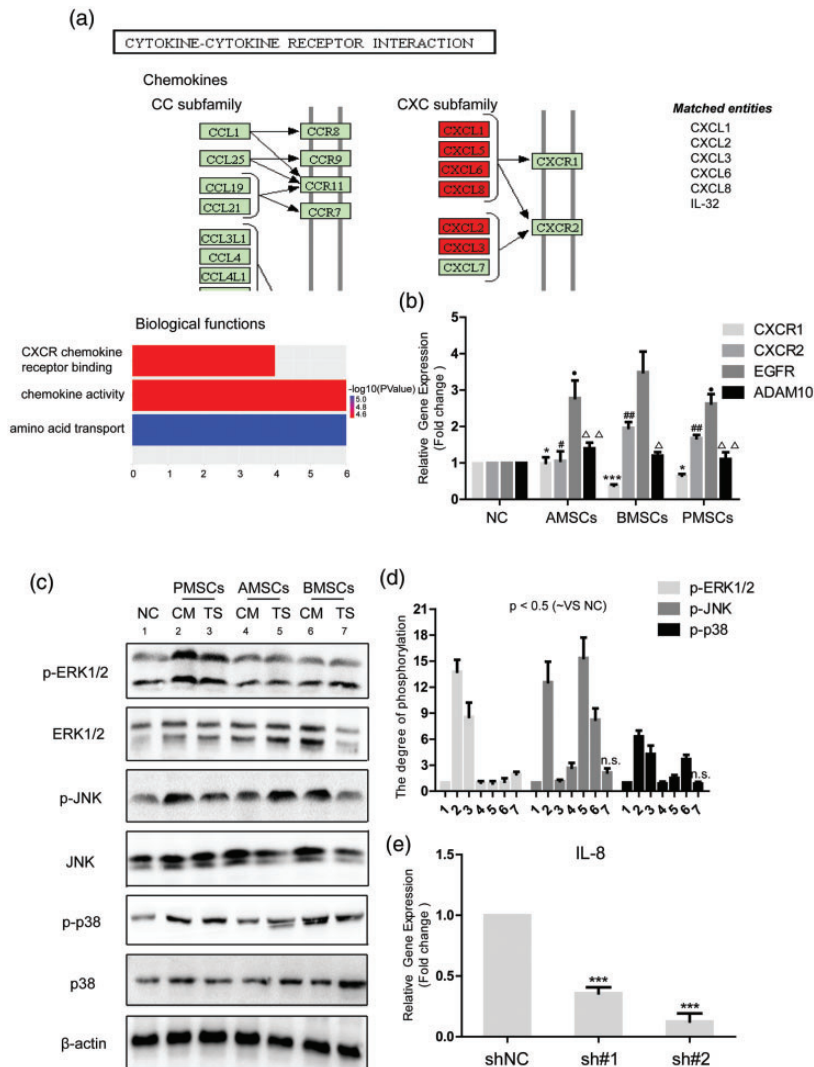 (a)
CYTOKINE-CYTOKINE RECEPTOR INTERACTION
Chemokines
CC subfamily
CCL1
CCR8
CCL25
CCR9
CCL19
CCR11
CCL21
CCR7
CCL3L1
CCL4
CCL4L1
CXC subfamily
CXCL1
CXCL5
CXCL6
CXCL8
CXCR1
CXCL2
CXCL3
CXCL7
CXCR2
Matched entities
CXCL1
CXCL2
CXCL3
CXCL6
CXCL8
IL-32
Biological functions
CXCR chemokine
receptor binding
chemokine activity
amino acid transport
0 1 2 3 4 5 6
-log10(PValue)
5.0
4.8
4.6
(b)
Relative Gene Expression
(Fold change )
5
4
3
2
1
0
* # • △ △
*** ## △
* ## • △ △
NC AMSCs BMSCs PMSCs
CXCR1
CXCR2
EGFR
ADAM10
(c)
PMSCs AMSCs BMSCs
NC CM TS CM TS CM TS
1 2 3 4 5 6 7
p-ERK1/2
ERK1/2
p-JNK
JNK
p-p38
p38
β-actin
(d)
p-ERK1/2
p-JNK
p-p38
p < 0.5 (~VS NC)
The degree of phosphorylation
21
18
15
12
9
6
3
0
n.s.
n.s.
1 2 3 4 5 6 7 1 2 3 4 5 6 7 1 2 3 4 5 6 7
(e)
IL-8
Relative Gene Expression
(Fold change )
1.5
1.0
0.5
0.0
***
***
shNC sh#1 sh#2